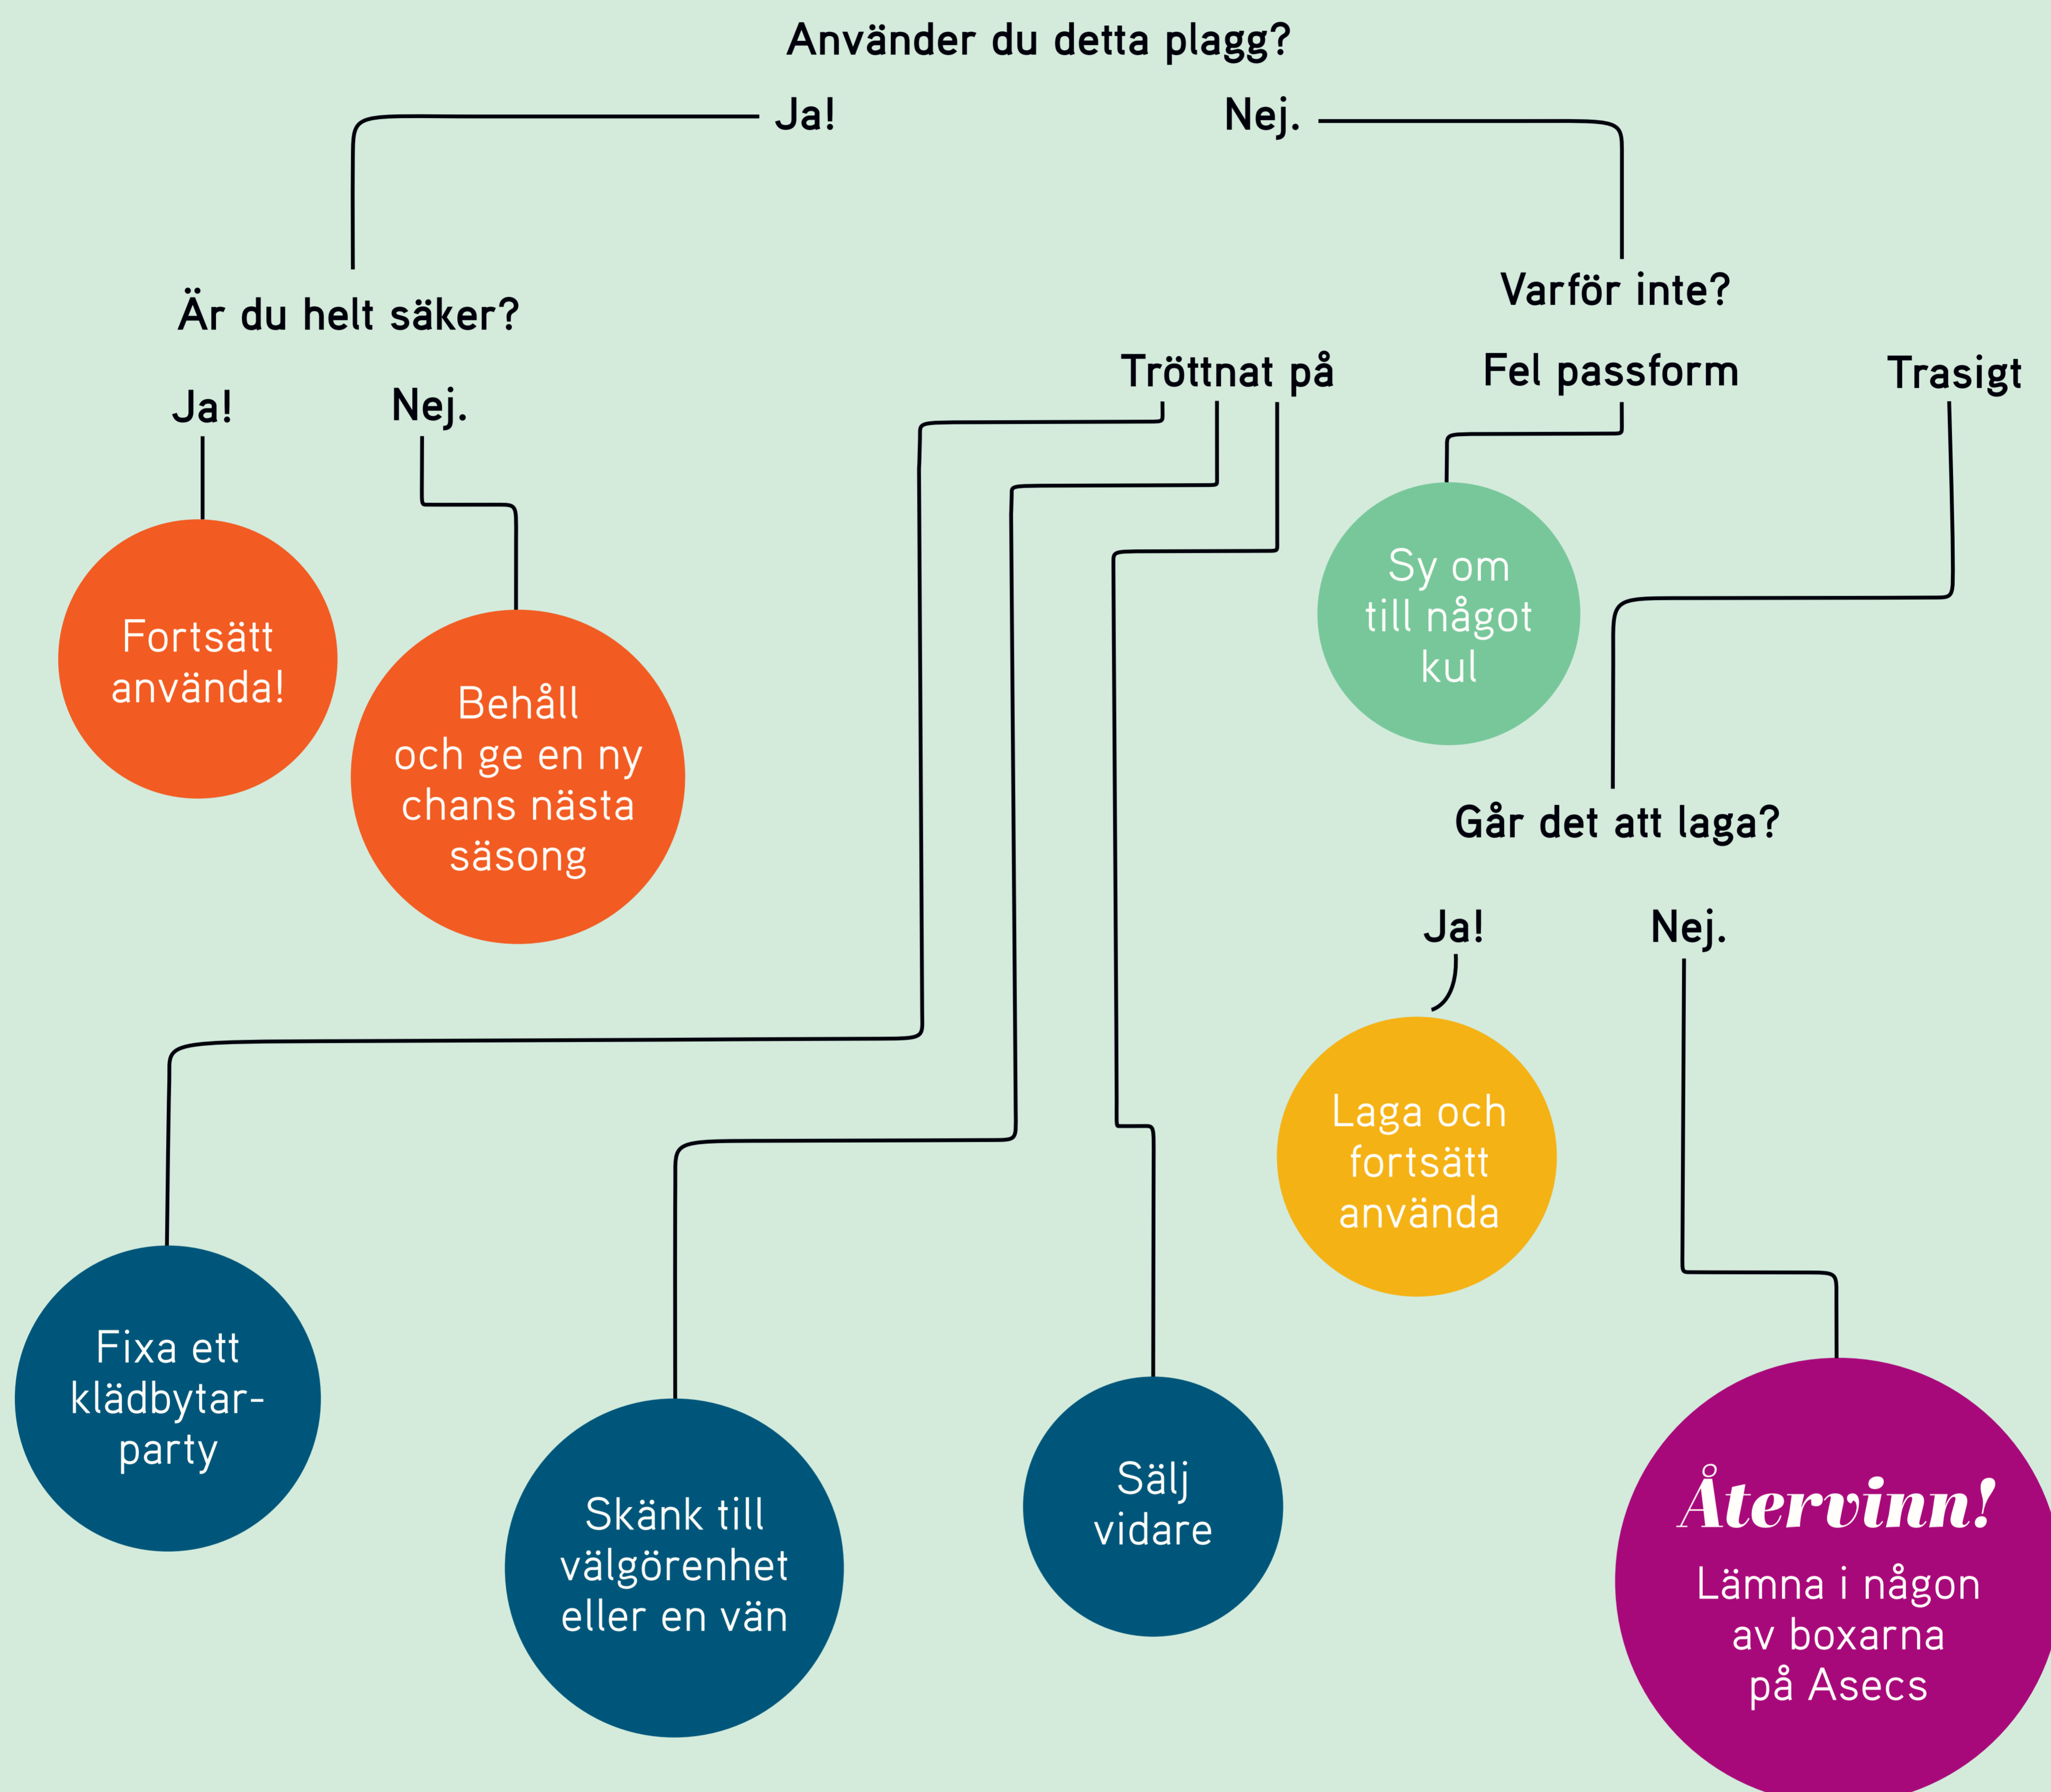 Använder du detta plagg?
Ja!
Nej.
Är du helt säker?
Ja!
Nej.
Fortsätt
använda!
Behåll
och ge en ny
chans nästa
säsong
Varför inte?
Tröttnat på
Fel passform
Trasigt
Sy om
till något
kul
Går det att laga?
Ja!
Nej.
Laga och
fortsätt
använda
Fixa ett
klädbytar-
party
Skänk till
välgörenhet
eller en vän
Sälj
vidare
Återvinn!
Lämna i någon
av boxarna
på Asecs